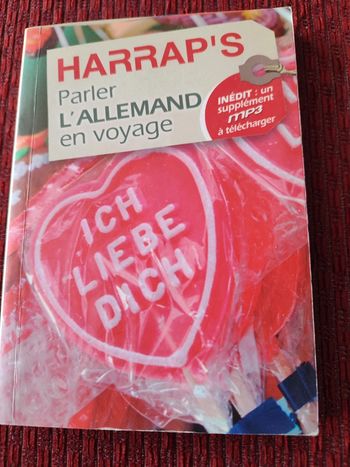 HARRAP'S
Parler
L'ALLEMAND
en voyage
INÉDIT : un
supplément
mp3
à télécharger
ICH
LIEBE
DICH